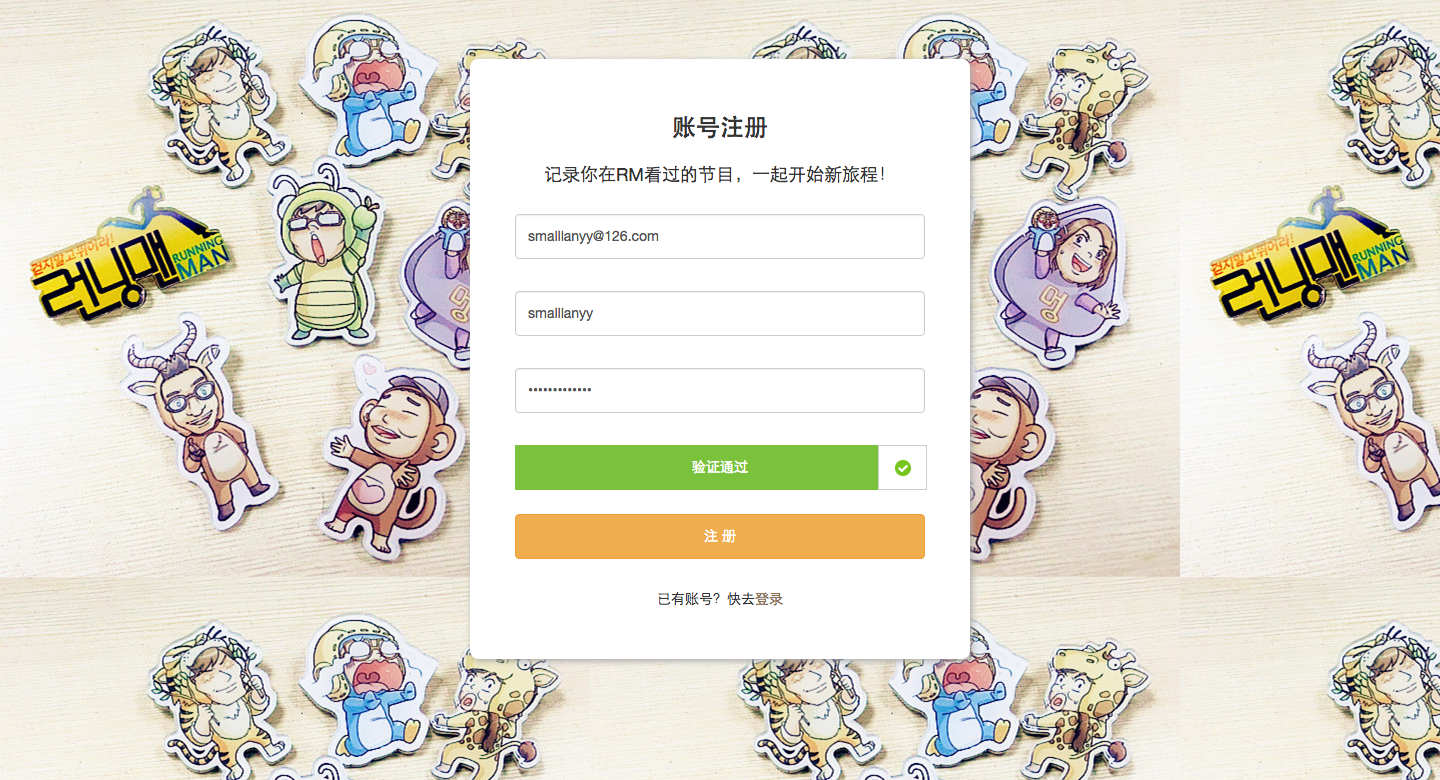 账号注册
记录你在RM看过的节目，一起开始新旅程！
smalllanyy@126.com
smalllanyy
•••••••••••••
验证通过
注 册
已有账号？快去登录
걷지말고 뛰어라!
러닝맨
RUNNING
MAN
멍
걷지말고 뛰어라!
러닝맨
RUNNING
MAN